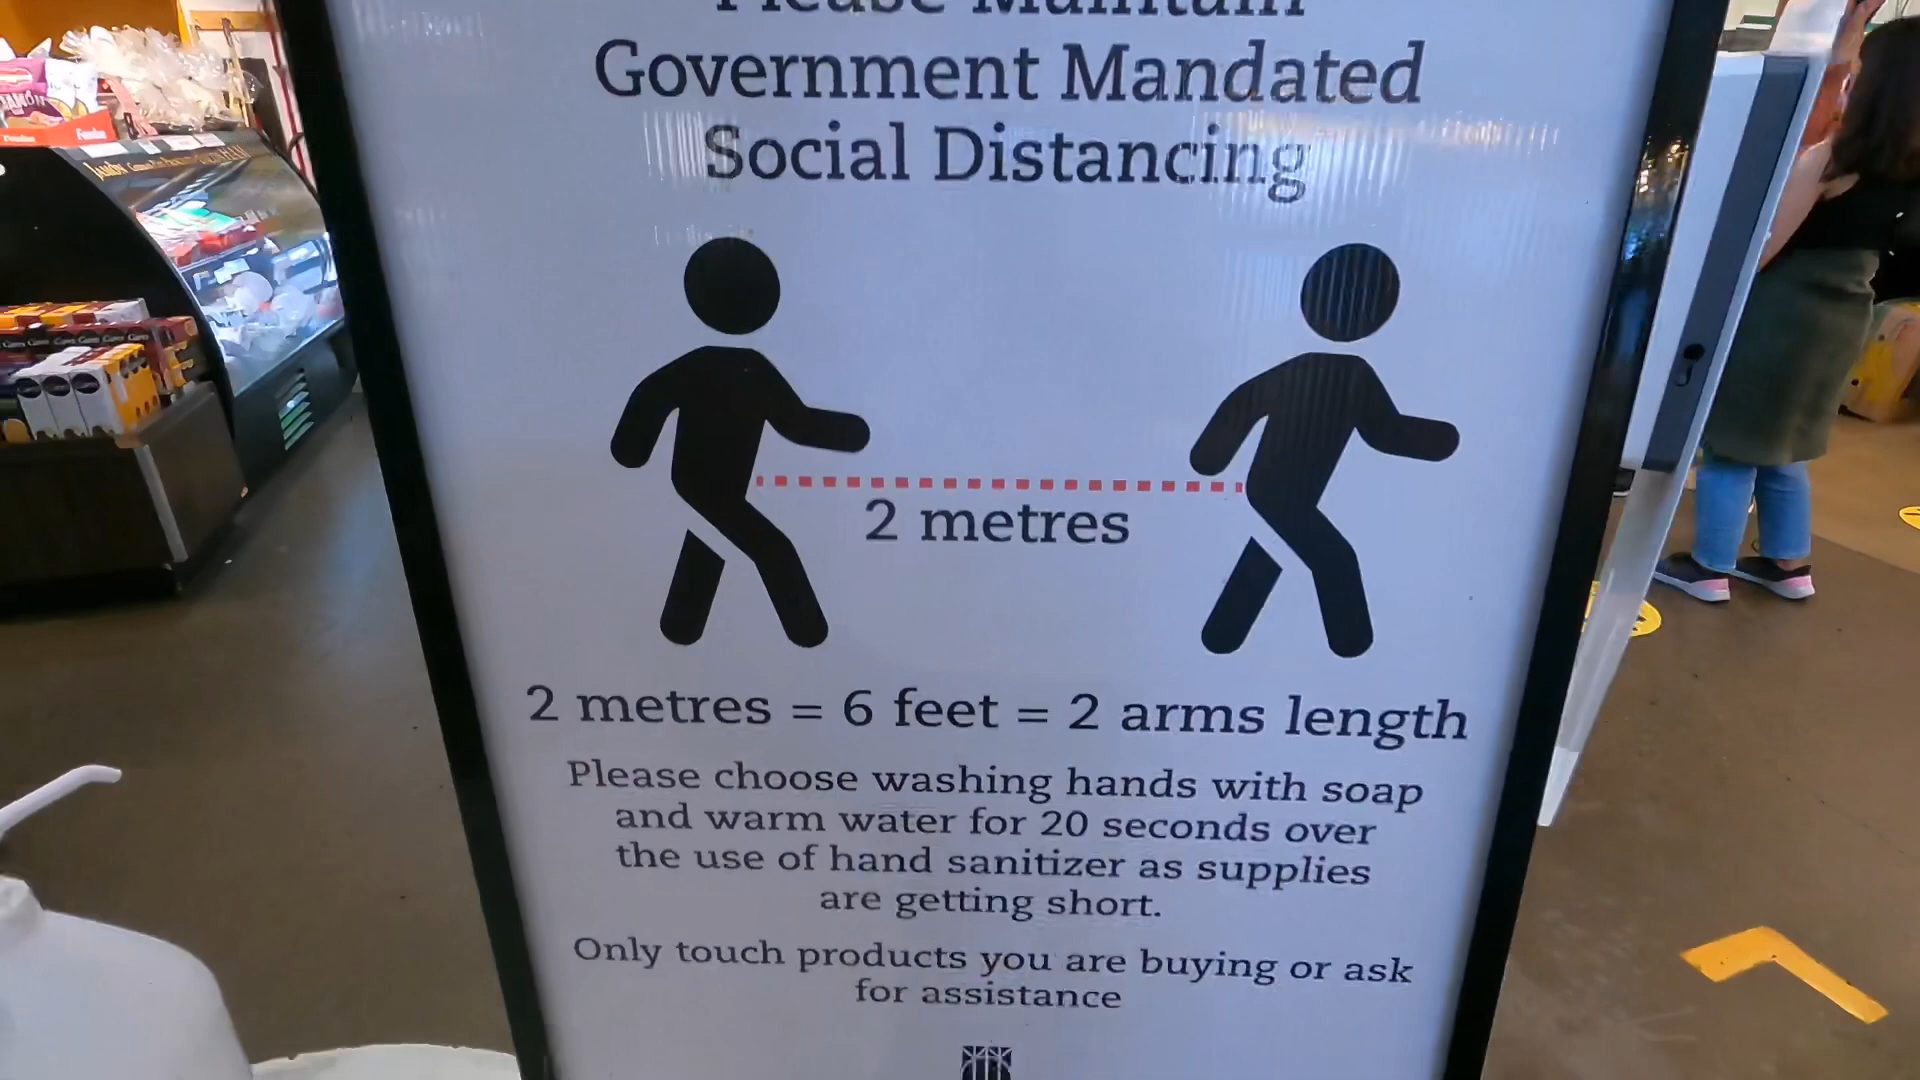 Please Maintain
Government Mandated
Social Distancing
2 metres
2 metres = 6 feet = 2 arms length
Please choose washing hands with soap
and warm water for 20 seconds over
the use of hand sanitizer as supplies
are getting short.
Only touch products you are buying or ask
for assistance